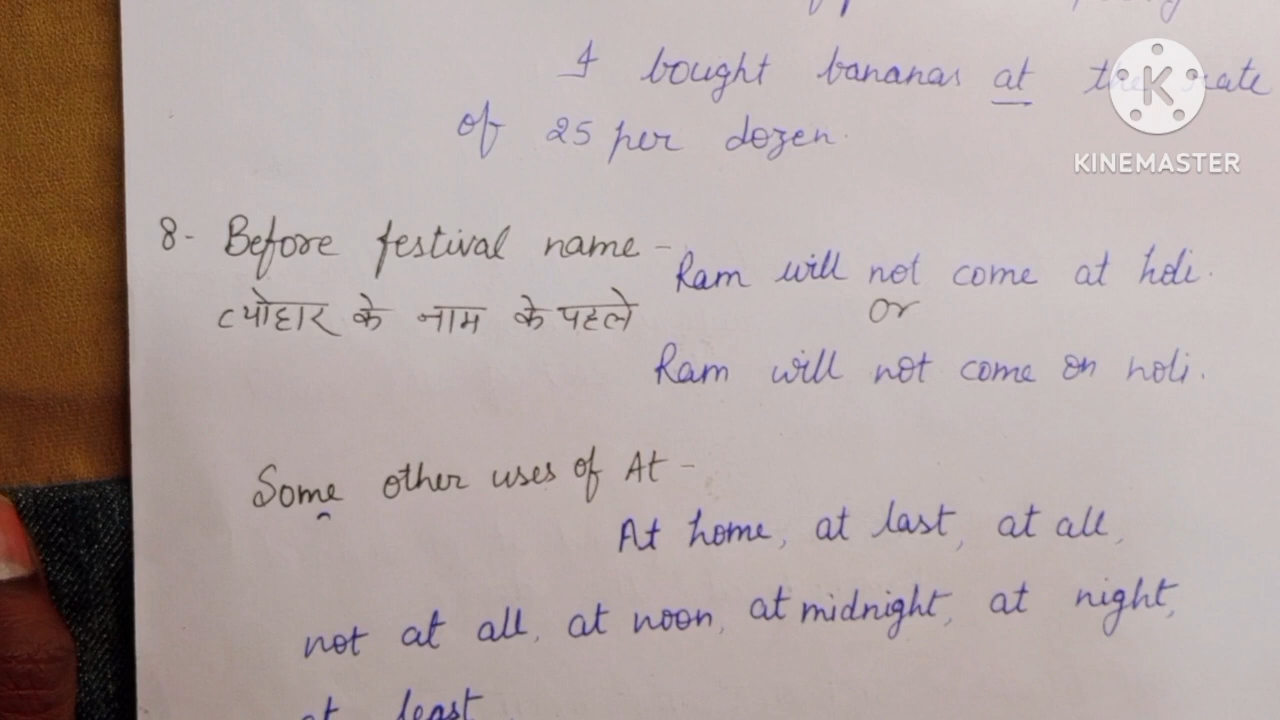 I bought bananas at the rate
of 25 per dozen.
8- Before festival name -
Ram will not come at holi.
त्योहार के नाम के पहले
or
Ram will not come on holi.
Some other uses of At -
At home, at last, at all,
not at all, at noon, at midnight, at night,
at least
KINEMASTER